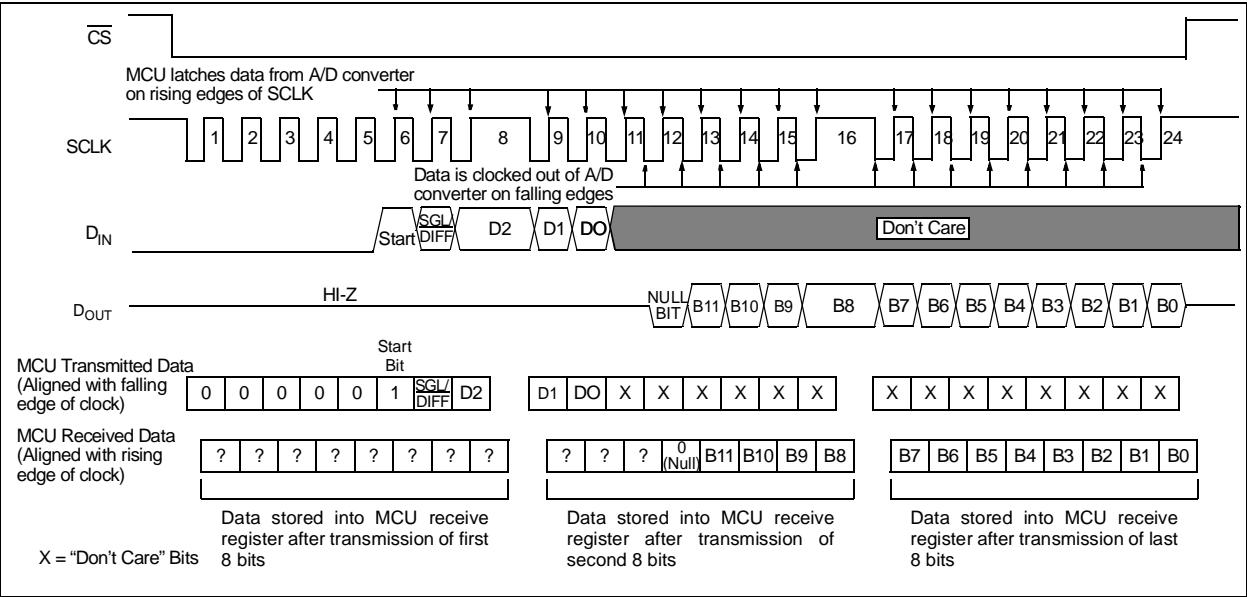 CS
MCU latches data from A/D converter
on rising edges of SCLK
SCLK
1 2 3 4 5 6 7 8 9 10 11 12 13 14 15 16 17 18 19 20 21 22 23 24
Data is clocked out of A/D
converter on falling edges
DIN
Start SGL/DIFF D2 D1 DO Don't Care
DOUT
HI-Z
NULL BIT B11 B10 B9 B8 B7 B6 B5 B4 B3 B2 B1 B0
Start
Bit
MCU Transmitted Data
(Aligned with falling
edge of clock)
0 0 0 0 0 1 SGL/DIFF D2 D1 DO X X X X X X X X X X X X X X
MCU Received Data
(Aligned with rising
edge of clock)
? ? ? ? ? ? ? ? ? ? ? 0 (Null) B11 B10 B9 B8 B7 B6 B5 B4 B3 B2 B1 B0
Data stored into MCU receive
register after transmission of first
8 bits
Data stored into MCU receive
register after transmission of
second 8 bits
Data stored into MCU receive
register after transmission of last
8 bits
X = "Don't Care" Bits